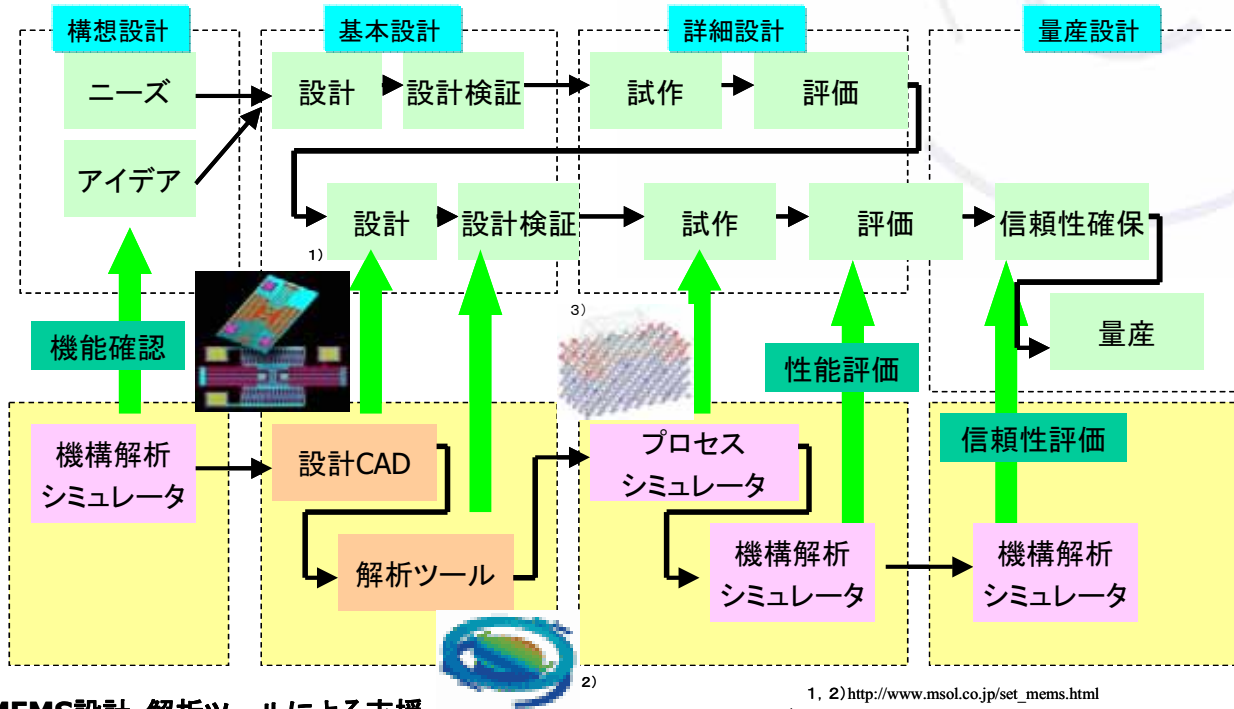 構想設計
基本設計
詳細設計
量産設計
ニーズ
設計
設計検証
試作
評価
アイデア
設計
設計検証
試作
評価
信頼性確保
1)
3)
機能確認
量産
性能評価
機構解析
シミュレータ
設計CAD
プロセス
シミュレータ
信頼性評価
解析ツール
機構解析
シミュレータ
機構解析
シミュレータ
2)
1, 2)http://www.msol.co.jp/set_mems.html